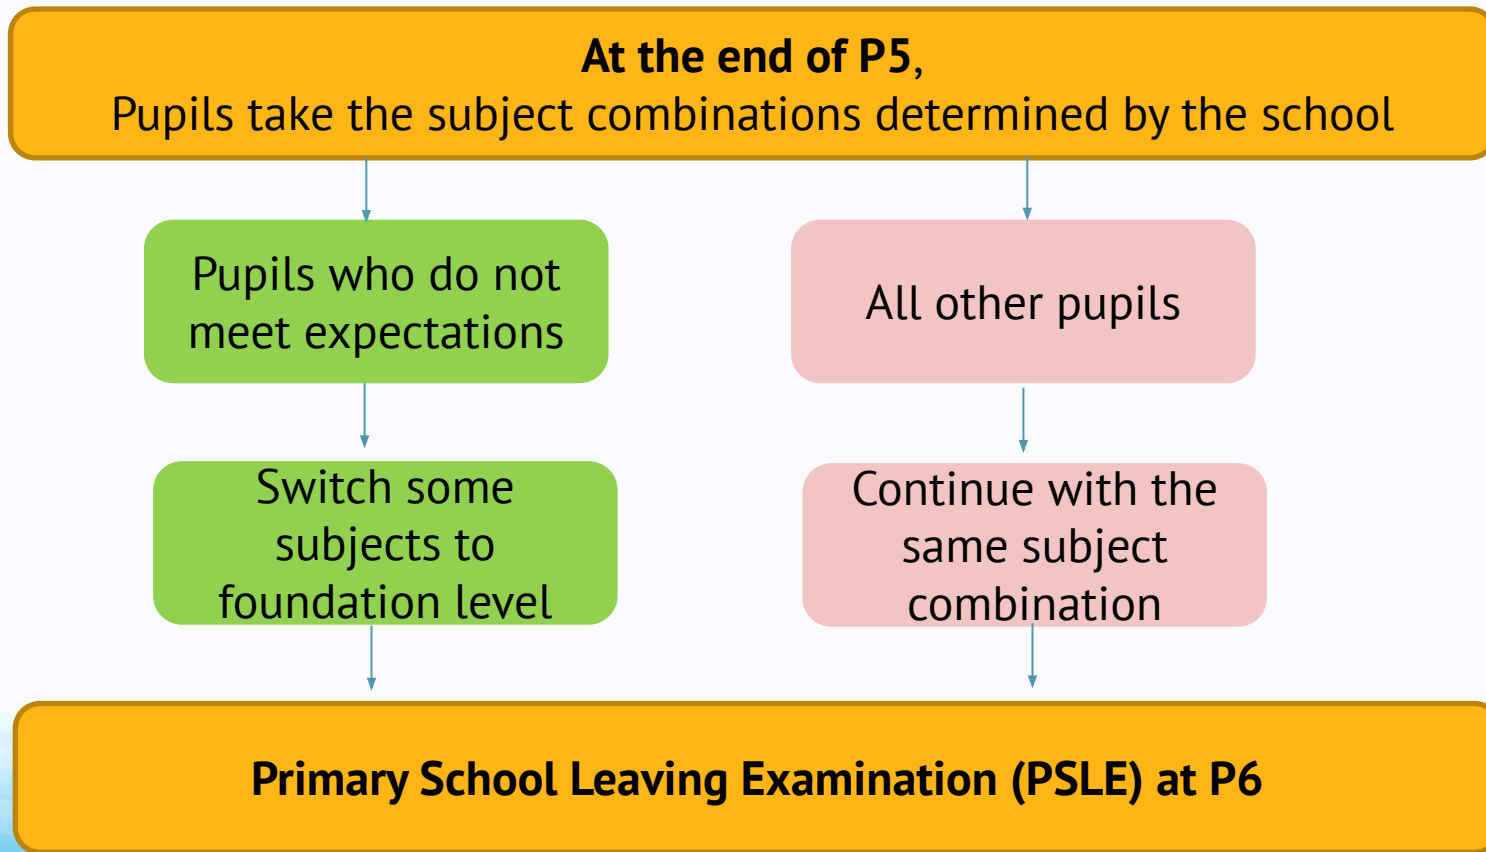 At the end of P5,
Pupils take the subject combinations determined by the school
Pupils who do not
meet expectations
All other pupils
Switch some
subjects to
foundation level
Continue with the
same subject
combination
Primary School Leaving Examination (PSLE) at P6